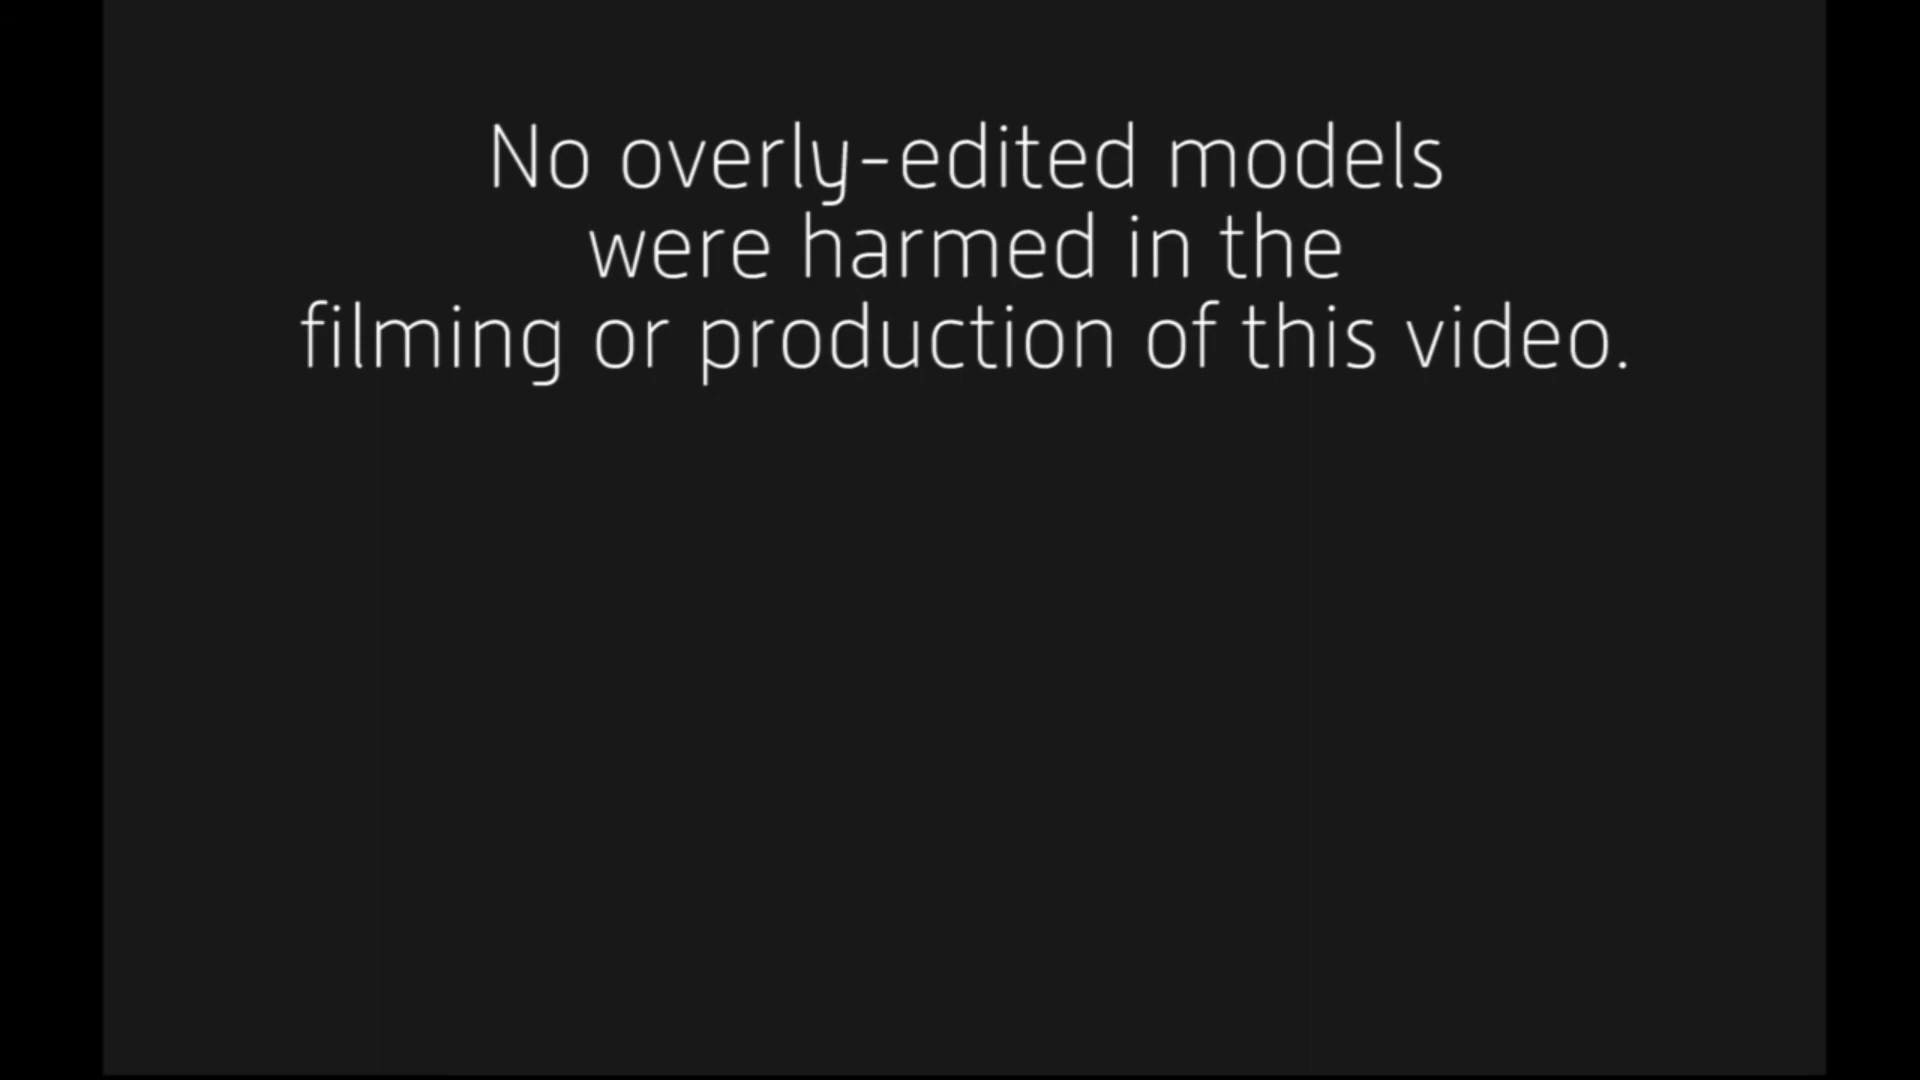 No overly-edited models
were harmed in the
filming or production of this video.